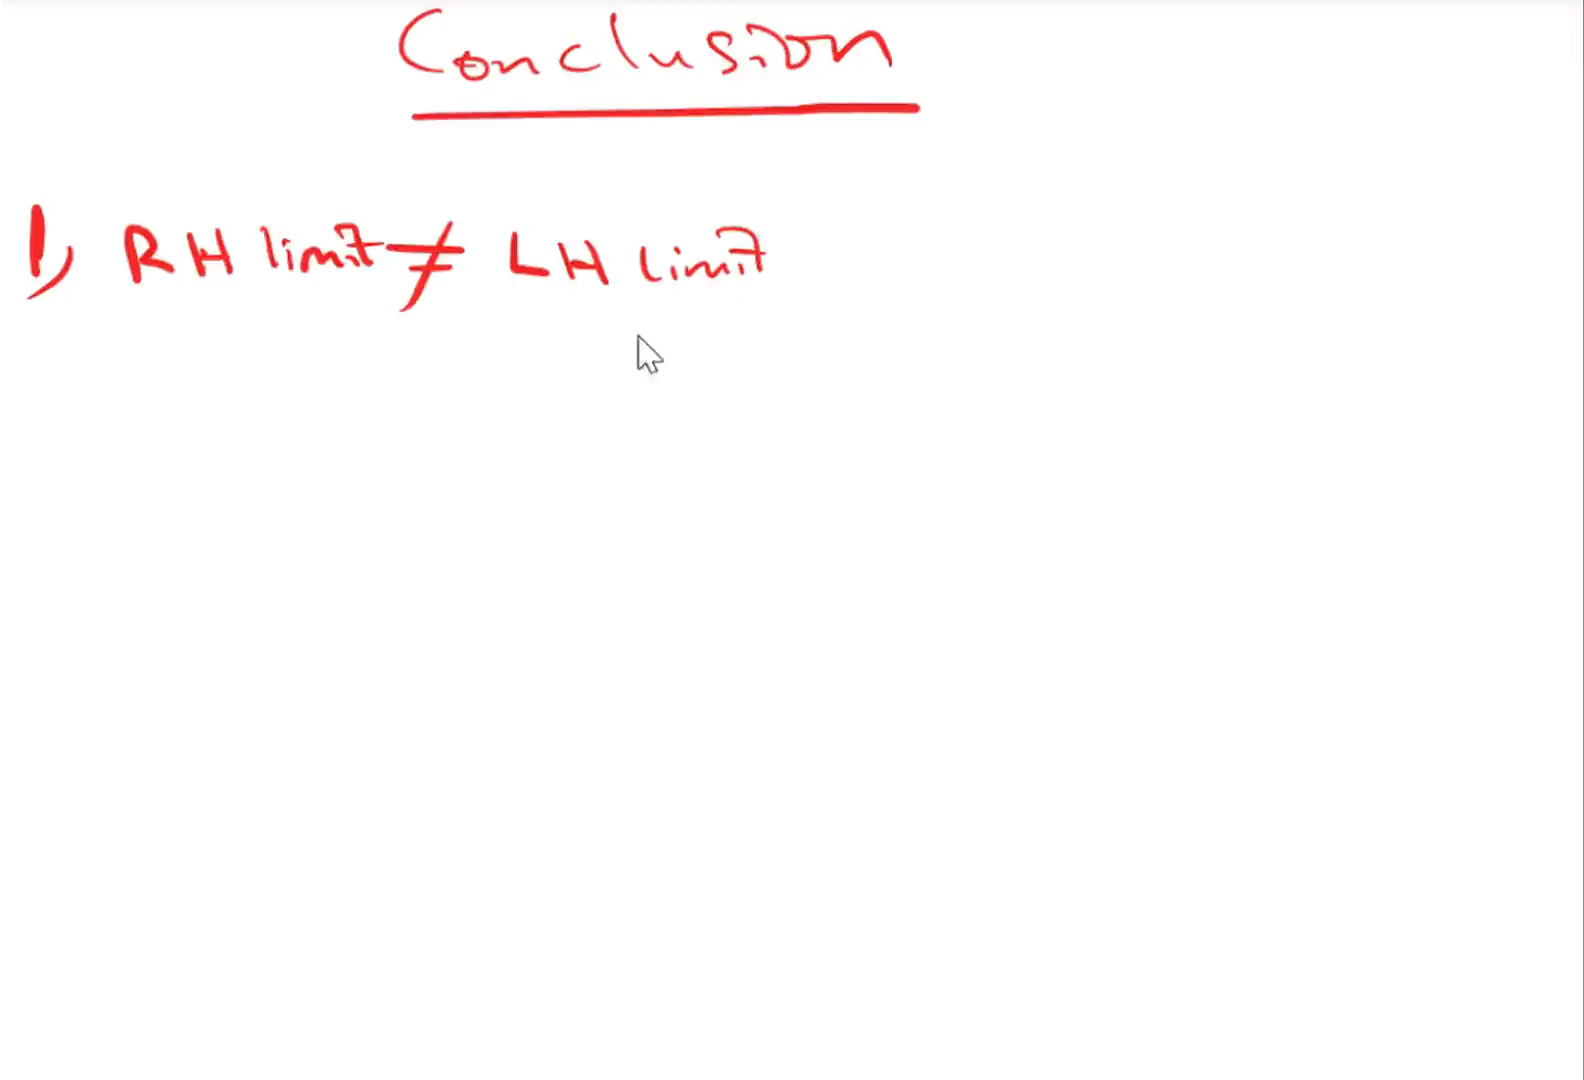 Conclusion
1, RH limit ≠ LH limit